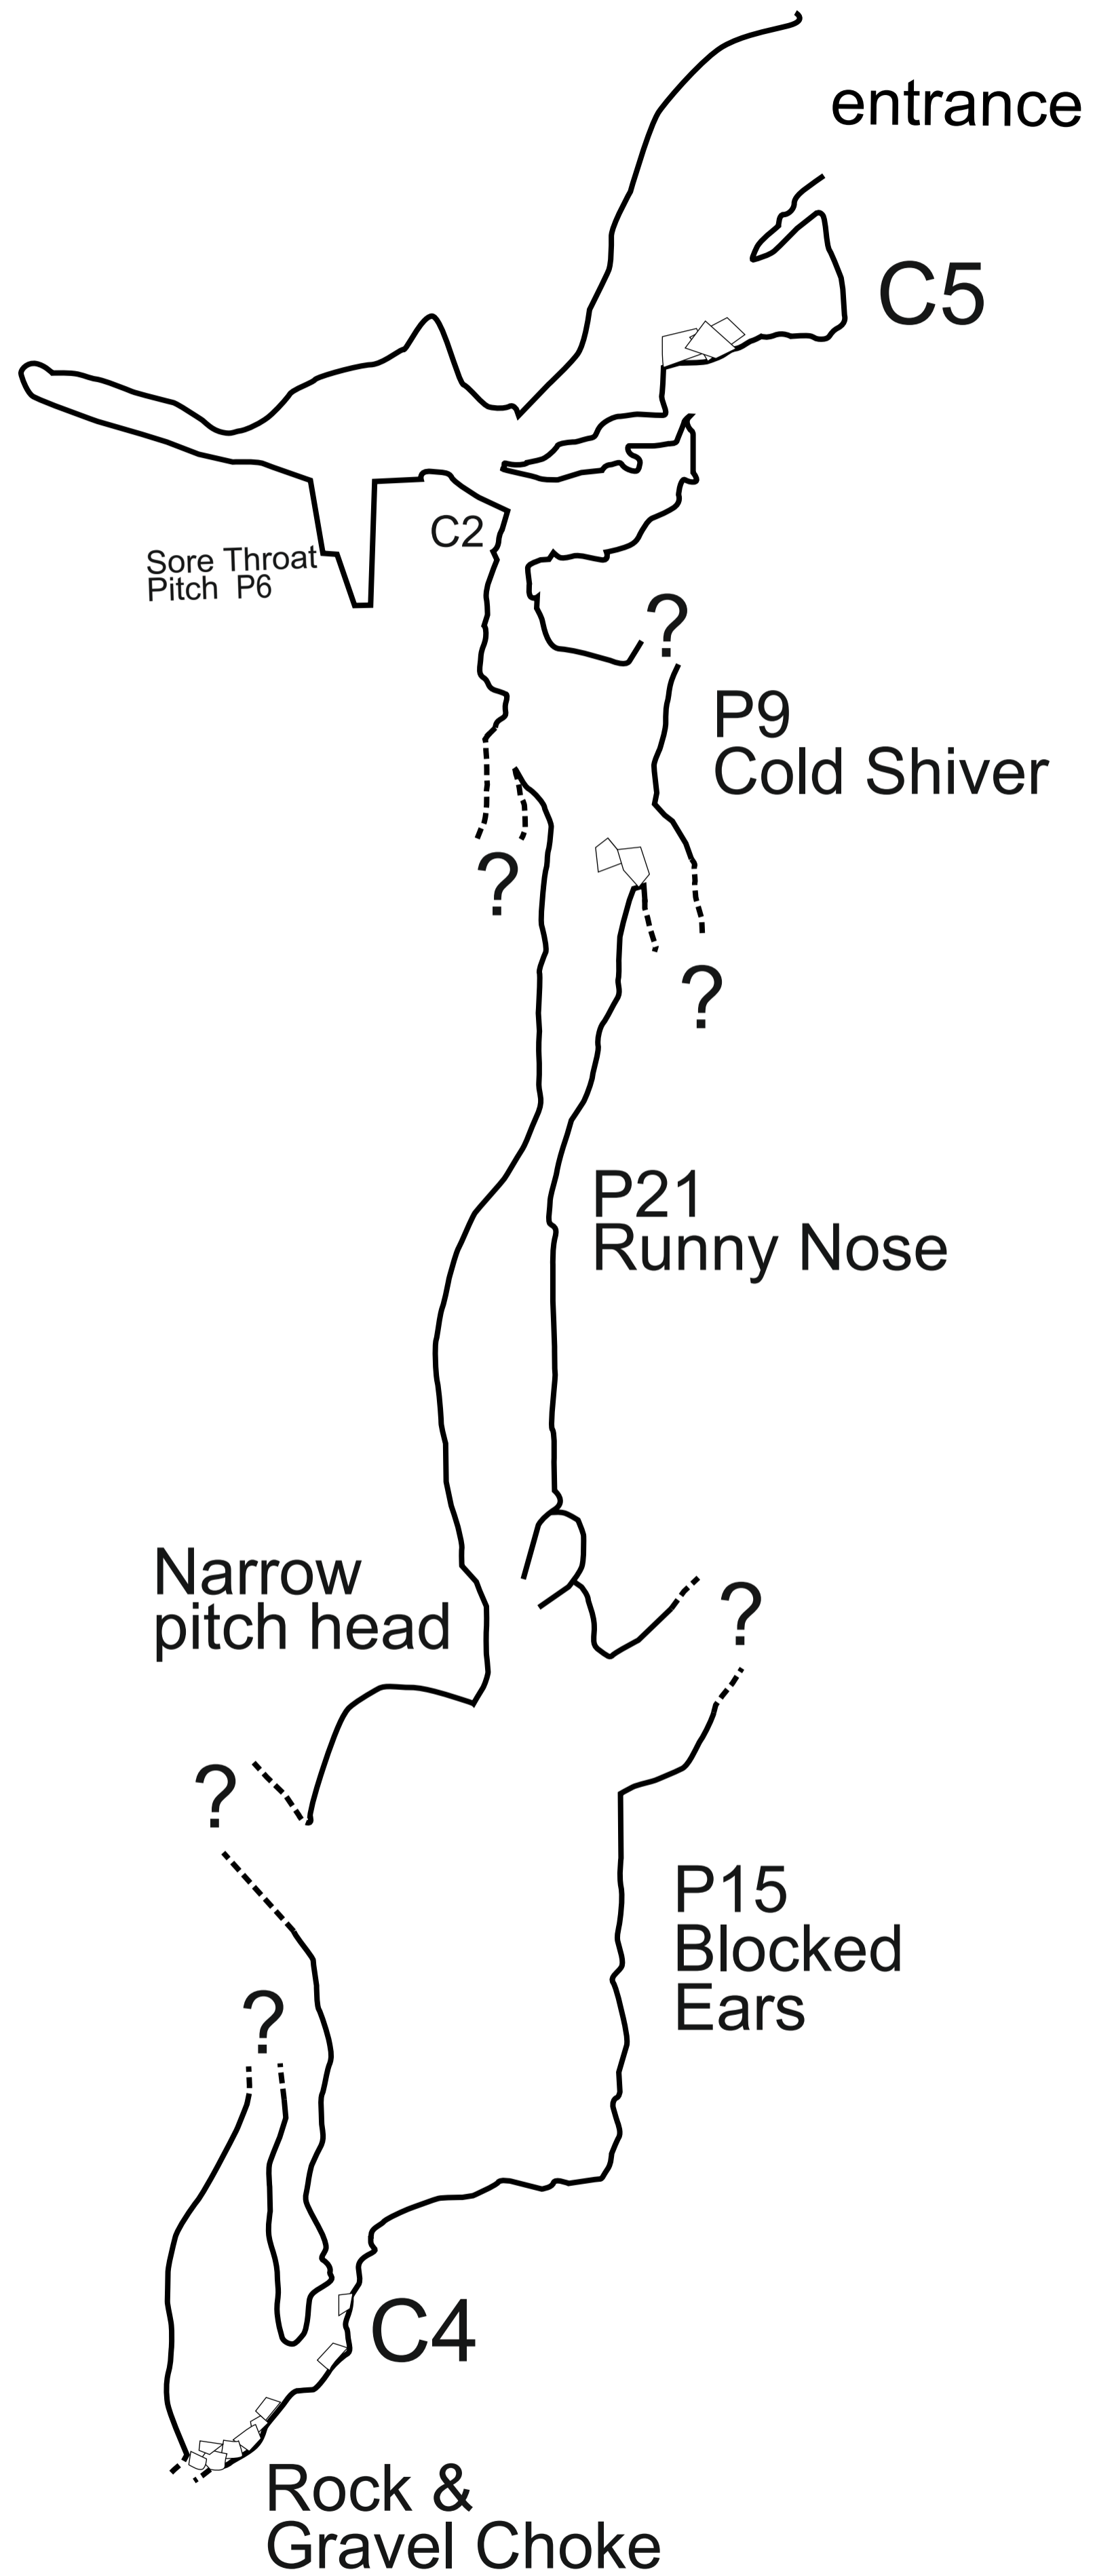 entrance
C5
C2
Sore Throat
Pitch P6
?
P9
Cold Shiver
?
?
P21
Runny Nose
Narrow
pitch head
?
?
P15
Blocked
Ears
?
C4
Rock &
Gravel Choke